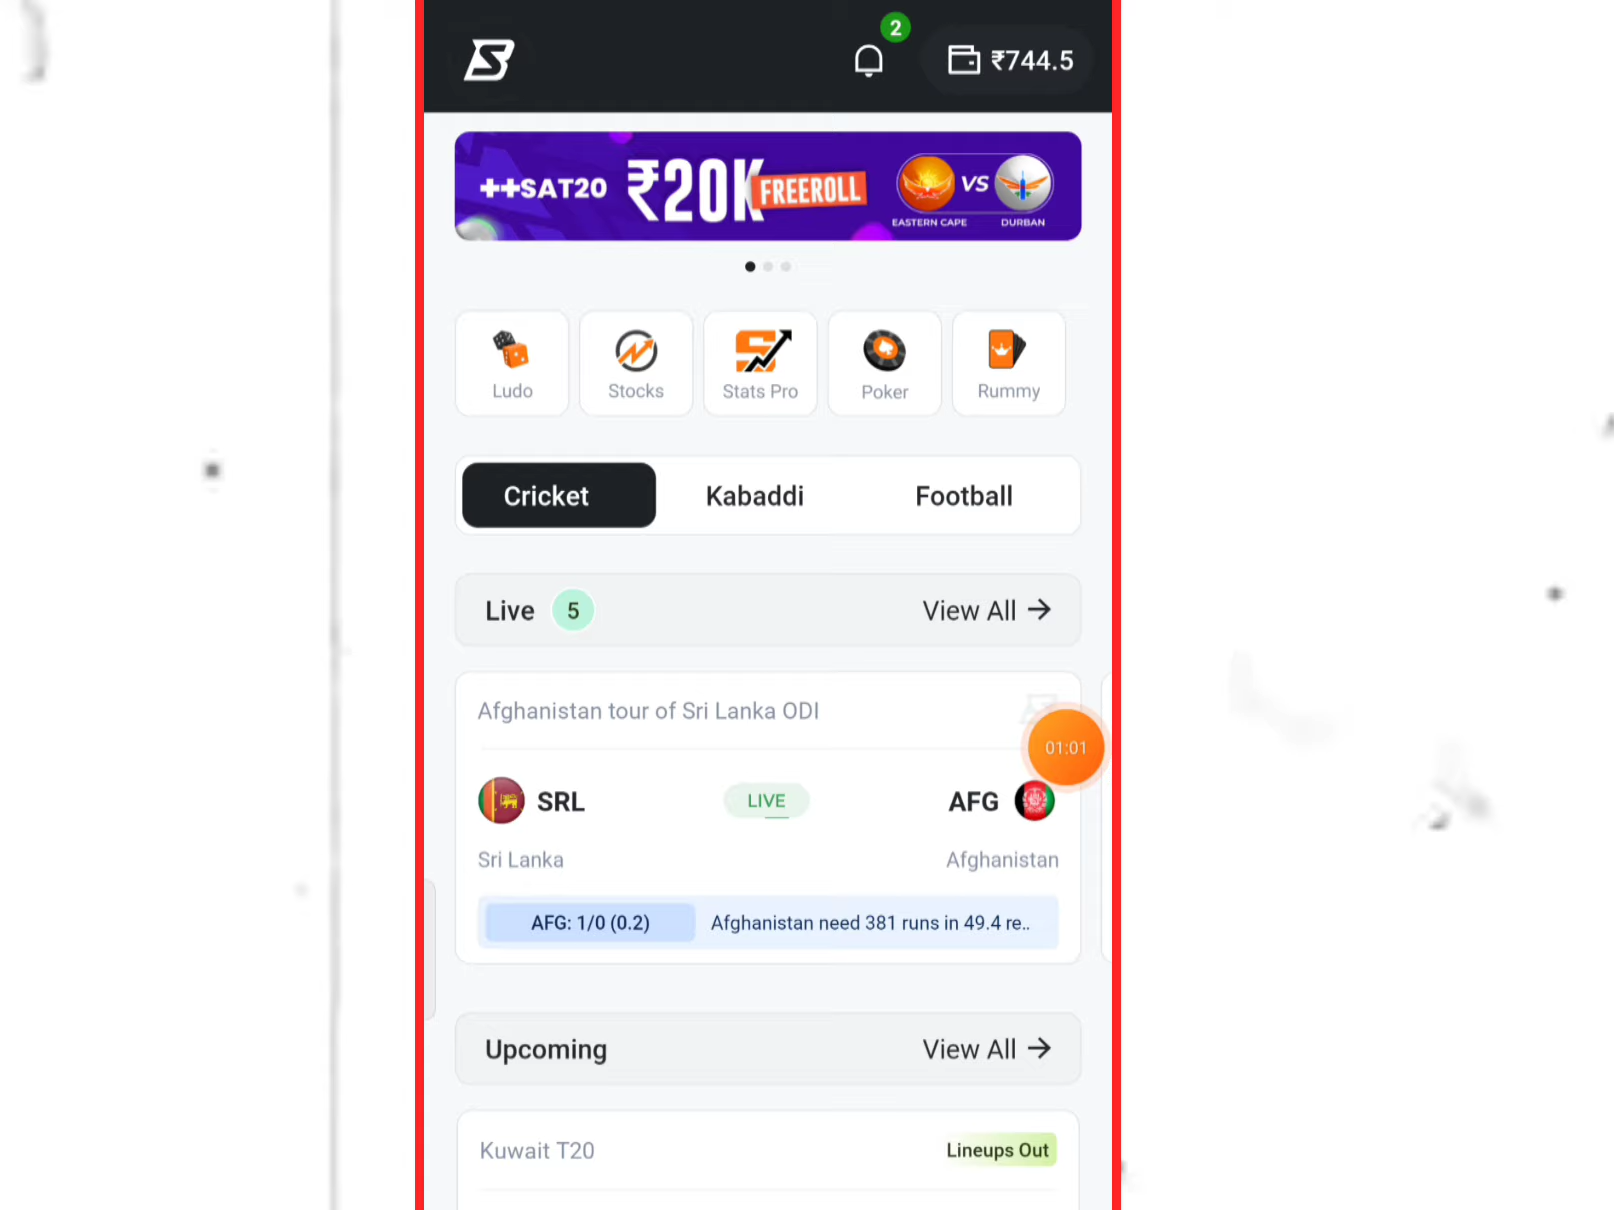 2
₹744.5
++SAT20 ₹20K FREEROLL VS
EASTERN CAPE DURBAN
Ludo Stocks Stats Pro Poker Rummy
Cricket Kabaddi Football
Live 5 View All →
Afghanistan tour of Sri Lanka ODI
01:01
SRL LIVE AFG
Sri Lanka Afghanistan
AFG: 1/0 (0.2) Afghanistan need 381 runs in 49.4 re..
Upcoming View All →
Kuwait T20 Lineups Out